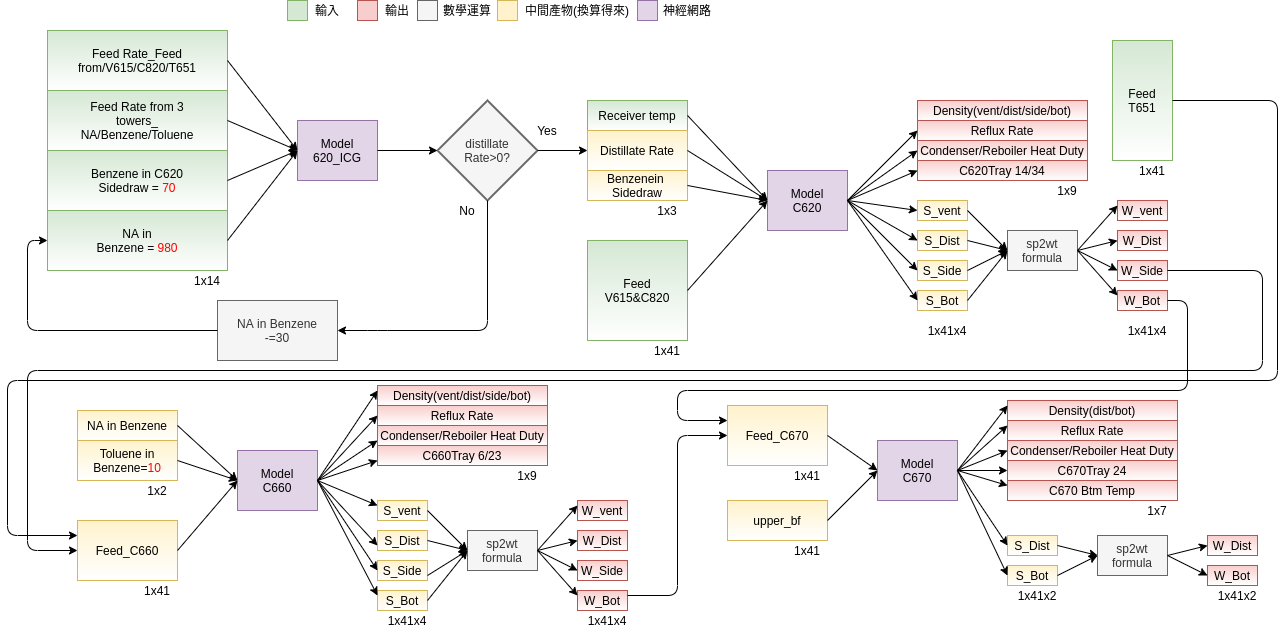 輸入
輸出
數學運算
中間產物(換算得來)
神經網路
Feed Rate_Feed
from/V615/C820/T651
Feed Rate from 3
towers_
NA/Benzene/Toluene
Benzene in C620
Sidedraw = 70
NA in
Benzene = 980
1x14
Model
620_ICG
distillate
Rate>0?
Yes
No
NA in Benzene
-=30
Receiver temp
Distillate Rate
Benzenein
Sidedraw
1x3
Feed
V615&C820
1x41
Model
C620
Density(vent/dist/side/bot)
Reflux Rate
Condenser/Reboiler Heat Duty
C620Tray 14/34
1x9
S_vent
S_Dist
S_Side
S_Bot
1x41x4
sp2wt
formula
W_vent
W_Dist
W_Side
W_Bot
1x41x4
Feed
T651
1x41
NA in Benzene
Toluene in
Benzene=10
1x2
Feed_C660
1x41
Model
C660
Density(vent/dist/side/bot)
Reflux Rate
Condenser/Reboiler Heat Duty
C660Tray 6/23
1x9
S_vent
S_Dist
S_Side
S_Bot
1x41x4
sp2wt
formula
W_vent
W_Dist
W_Side
W_Bot
1x41x4
Feed_C670
1x41
upper_bf
1x41
Model
C670
Density(dist/bot)
Reflux Rate
Condenser/Reboiler Heat Duty
C670Tray 24
C670 Btm Temp
1x7
S_Dist
S_Bot
1x41x2
sp2wt
formula
W_Dist
W_Bot
1x41x2